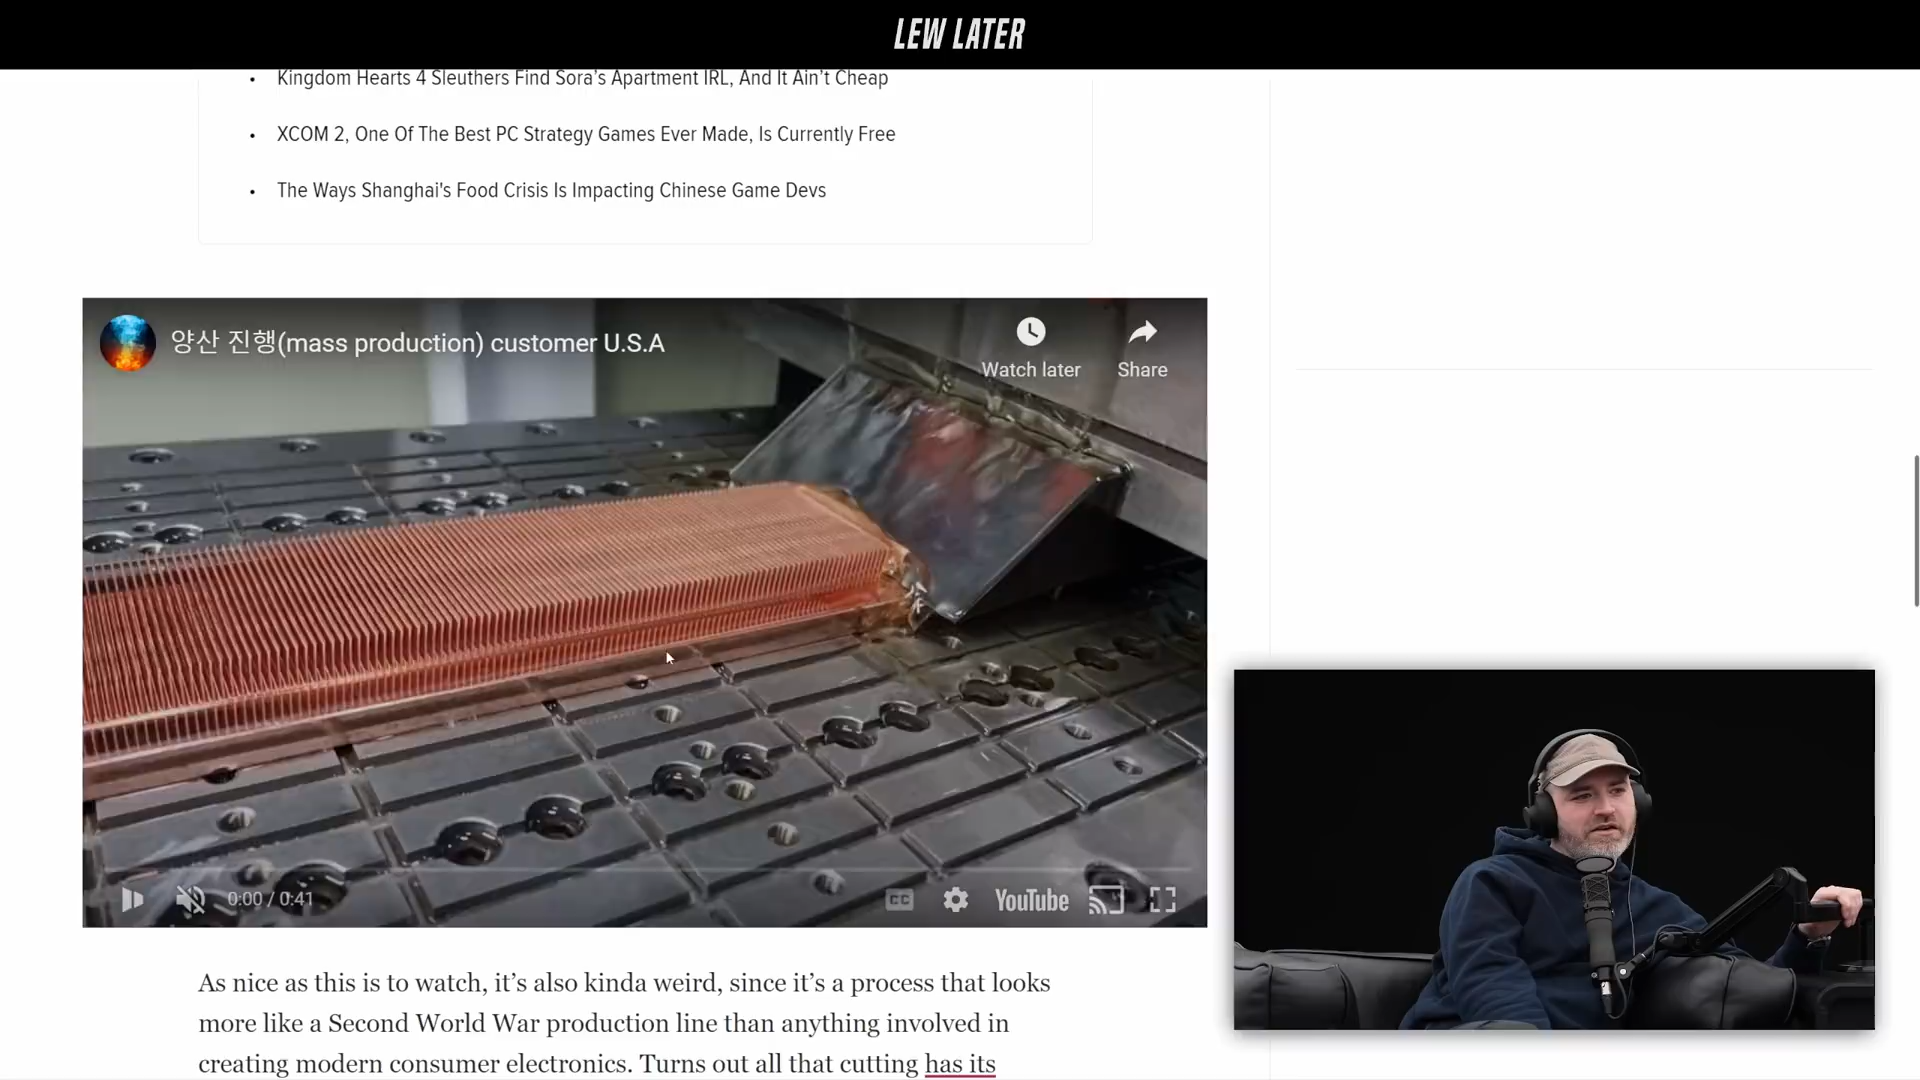 LEW LATER
Kingdom Hearts 4 Sleuthers Find Sora's Apartment IRL, And It Ain't Cheap
XCOM 2, One Of The Best PC Strategy Games Ever Made, Is Currently Free
The Ways Shanghai's Food Crisis Is Impacting Chinese Game Devs
양산 진행(mass production) customer U.S.A
Watch later
Share
0:00 / 0:41
CC
YouTube
As nice as this is to watch, it’s also kinda weird, since it’s a process that looks
more like a Second World War production line than anything involved in
creating modern consumer electronics. Turns out all that cutting has its